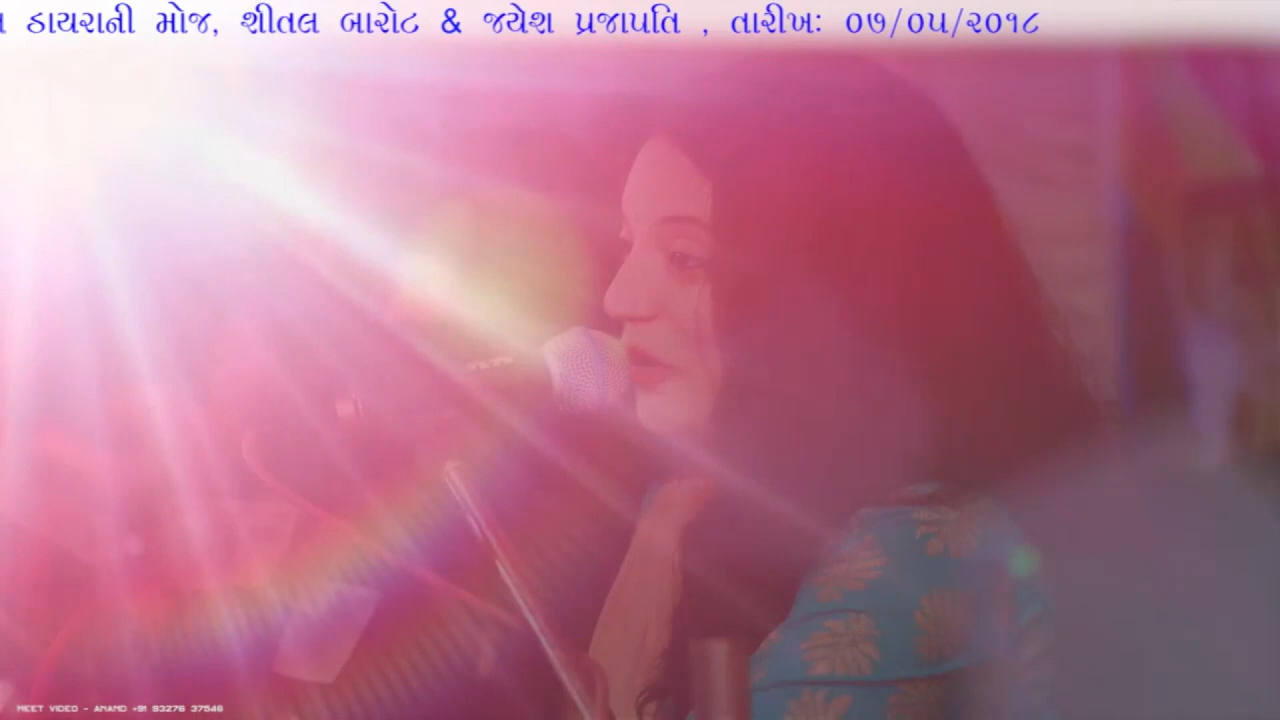 ડાયરાની મોજ, શીતલ બારોટ & જયેશ પ્રજાપતિ , તારીખઃ ૦૭/૦૫/૨૦૧૮
MEET VIDEO - ANAND +91 93276 37546